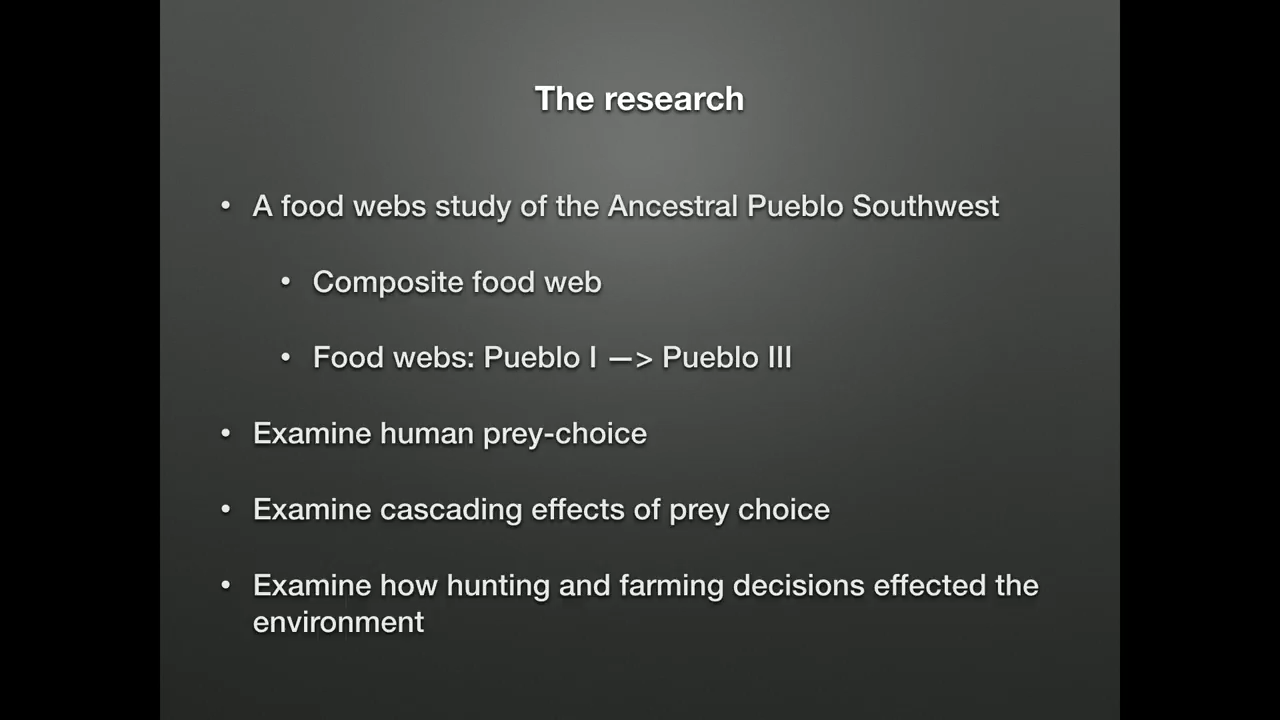 The research
• A food webs study of the Ancestral Pueblo Southwest
• Composite food web
• Food webs: Pueblo I —> Pueblo III
• Examine human prey-choice
• Examine cascading effects of prey choice
• Examine how hunting and farming decisions effected the
environment